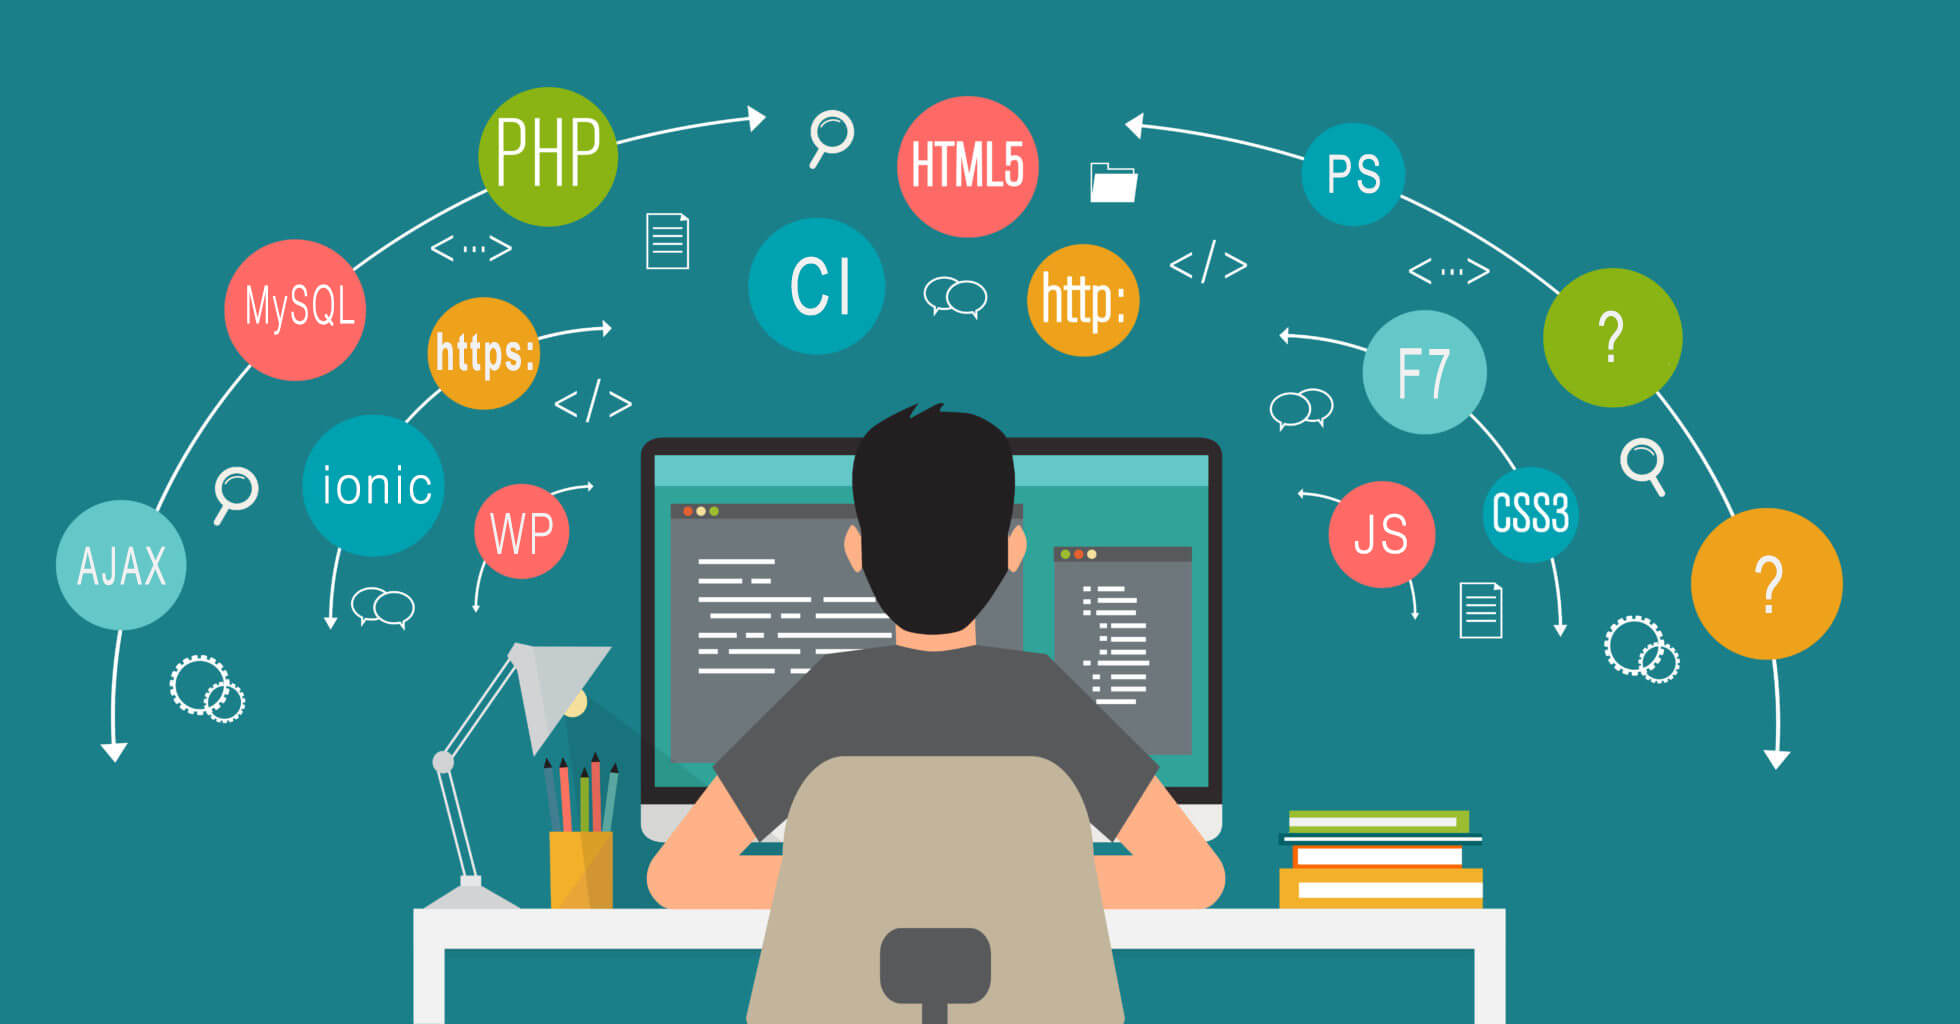 PHP
HTML5
PS
MySQL
CI
http:
https:
F7
?
ionic
WP
JS
CSS3
AJAX
?